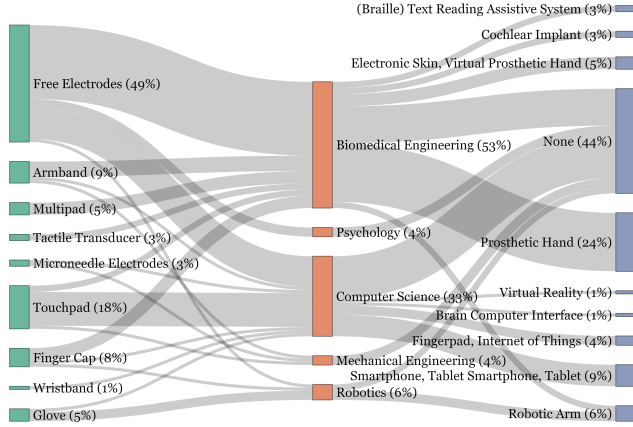 Free Electrodes (49%)
Armband (9%)
Multipad (5%)
Tactile Transducer (3%)
Microneedle Electrodes (3%)
Touchpad (18%)
Finger Cap (8%)
Wristband (1%)
Glove (5%)
Biomedical Engineering (53%)
Psychology (4%)
Computer Science (33%)
Mechanical Engineering (4%)
Robotics (6%)
(Braille) Text Reading Assistive System (3%)
Cochlear Implant (3%)
Electronic Skin, Virtual Prosthetic Hand (5%)
None (44%)
Prosthetic Hand (24%)
Virtual Reality (1%)
Brain Computer Interface (1%)
Fingerpad, Internet of Things (4%)
Smartphone, Tablet Smartphone, Tablet (9%)
Robotic Arm (6%)